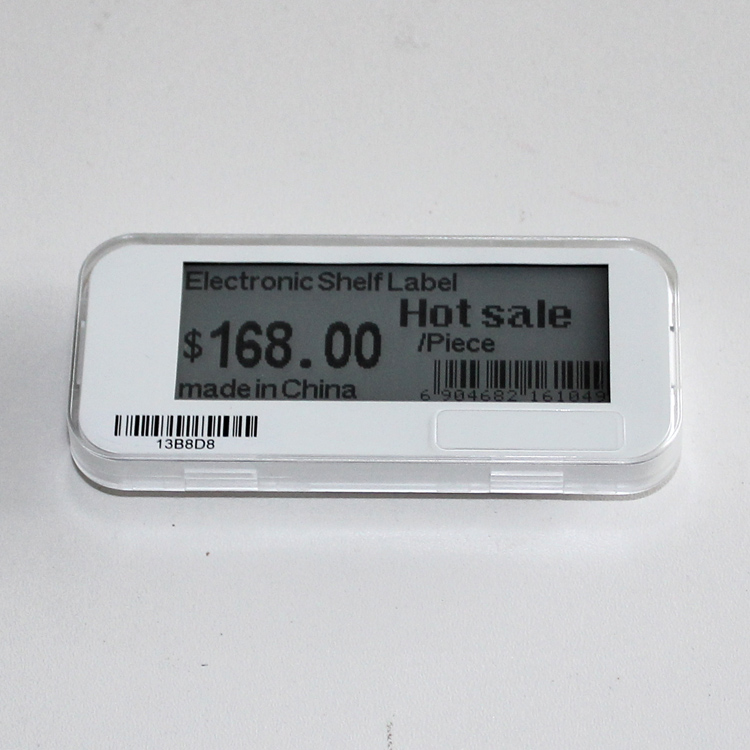 Electronic Shelf Label
Hot sale
$168.00
/Piece
made in China
6 904682 161049
13B8D8